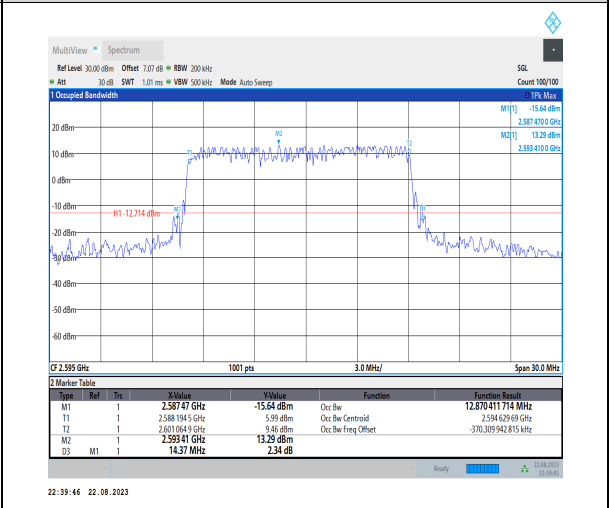 MultiView Spectrum
Ref Level 30.00 dBm Offset 7.07 dB RBW 200 kHz SGL
Att 30 dB SWT 1.01 ms VBW 500 kHz Mode Auto Sweep Count 100/100
1 Occupied Bandwidth 1Pk Max
M1[1] -15.64 dBm
2.587 470 0 GHz
M2[1] 13.29 dBm
2.593 410 0 GHz
20 dBm
M2
T2
T1
10 dBm
0 dBm
-10 dBm
M1
D3
H1 -12.714 dBm
-20 dBm
-30 dBm
-40 dBm
-50 dBm
-60 dBm
CF 2.595 GHz 1001 pts 3.0 MHz/ Span 30.0 MHz
2 Marker Table
Type Ref Trc X-Value Y-Value Function Function Result
M1 1 2.587 47 GHz -15.64 dBm Occ Bw 12.870 411 714 MHz
T1 1 2.588 194 5 GHz 5.99 dBm Occ Bw Centroid 2.594 629 69 GHz
T2 1 2.601 064 9 GHz 9.46 dBm Occ Bw Freq Offset -370.309 942 815 kHz
M2 1 2.593 41 GHz 13.29 dBm
D3 M1 1 14.37 MHz 2.34 dB
Ready 22.08.2023
22:39:45
22:39:46 22.08.2023